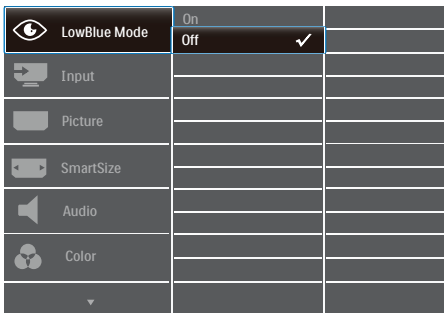 LowBlue Mode
On
Off
Input
Picture
SmartSize
Audio
Color